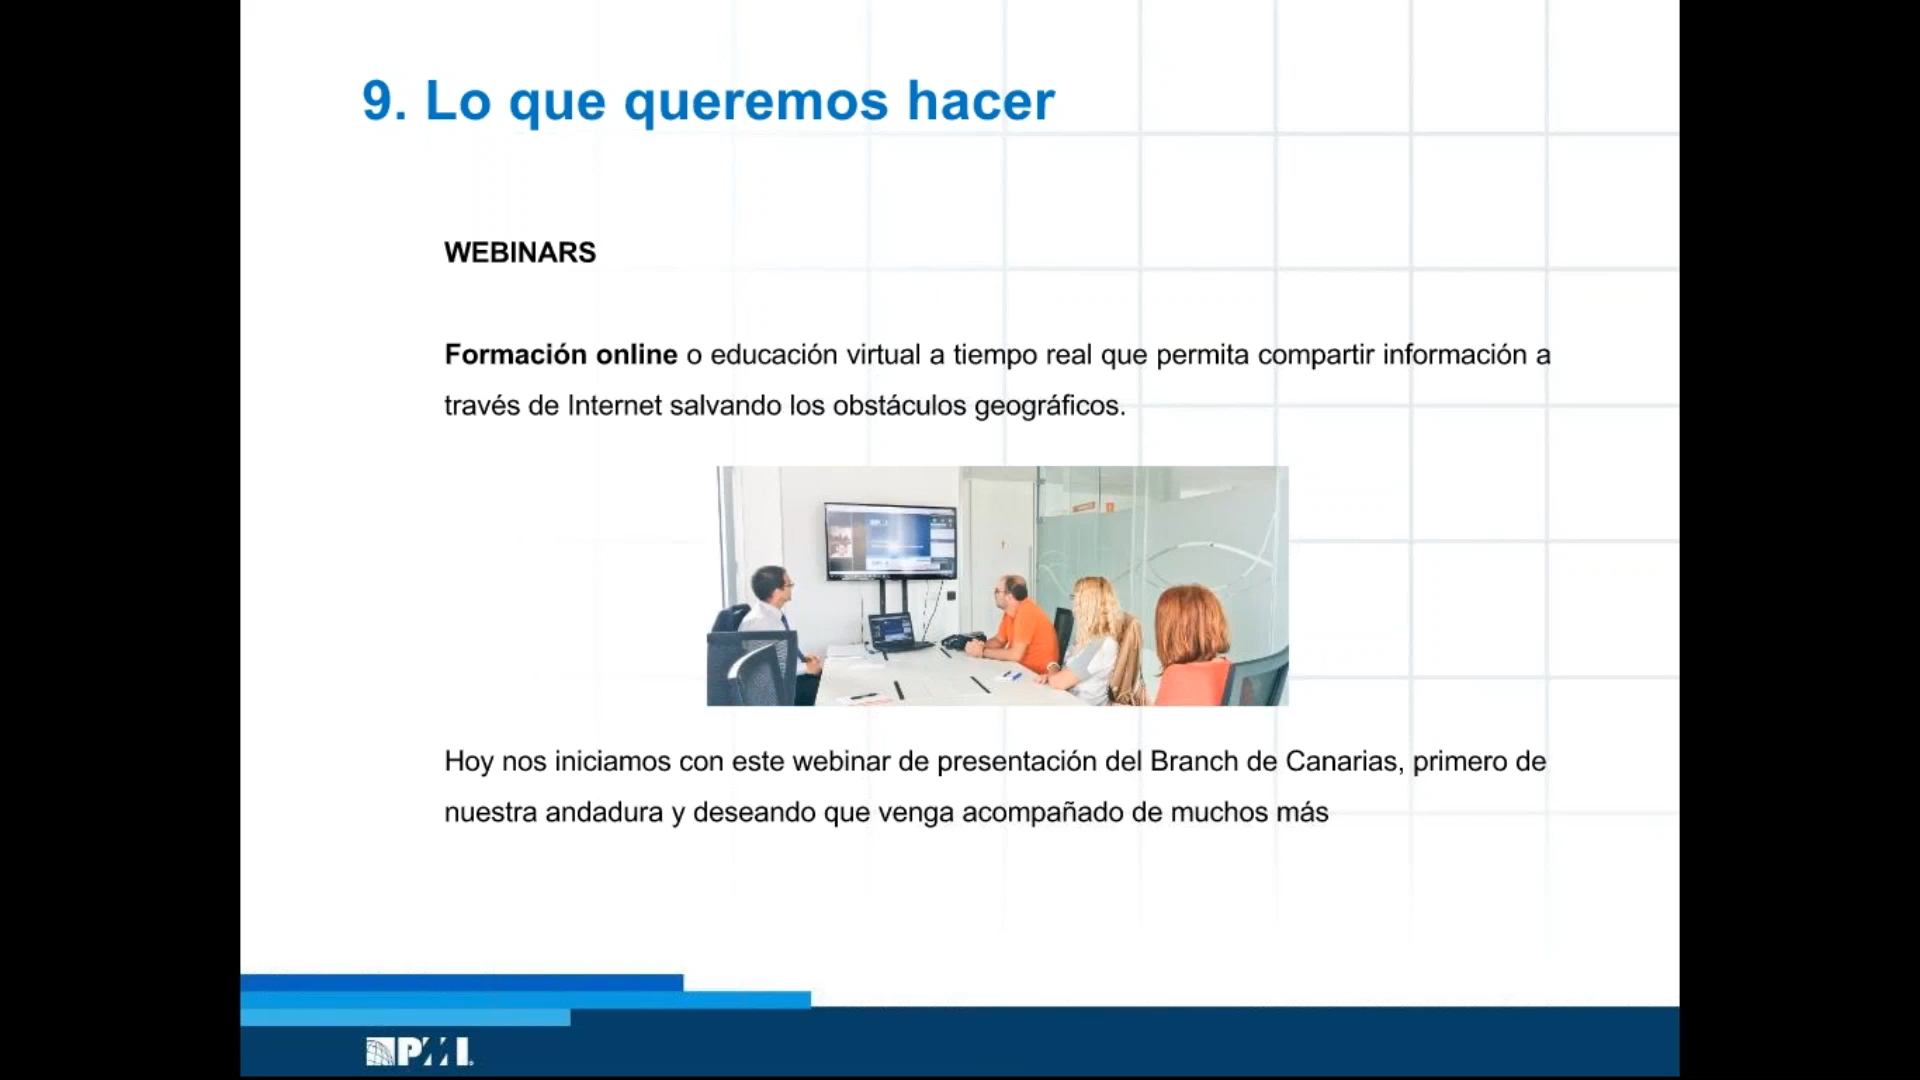 9. Lo que queremos hacer
WEBINARS
Formación online o educación virtual a tiempo real que permita compartir información a
través de Internet salvando los obstáculos geográficos.
Hoy nos iniciamos con este webinar de presentación del Branch de Canarias, primero de
nuestra andadura y deseando que venga acompañado de muchos más
PMI